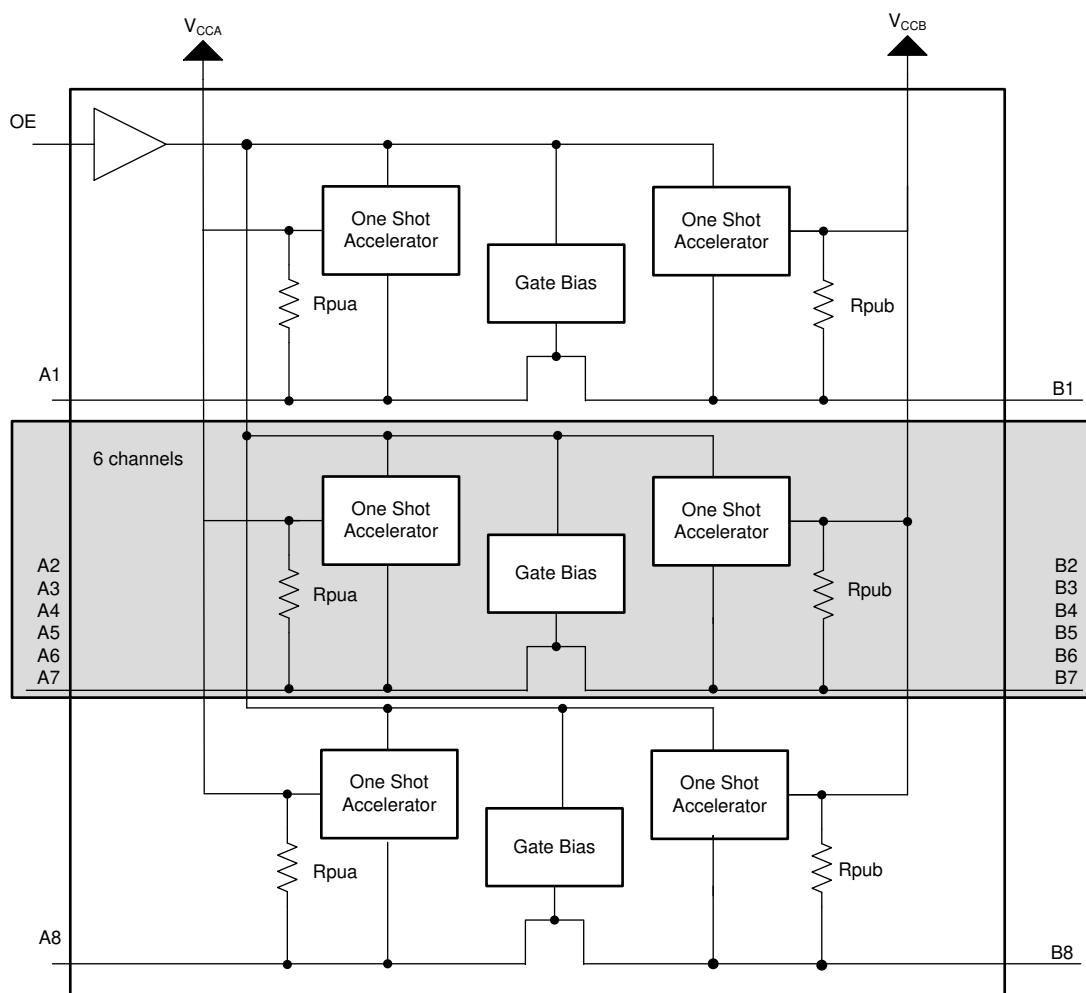 VCCA
VCCB
OE
One Shot
Accelerator
One Shot
Accelerator
Gate Bias
Rpua
Rpub
A1
B1
6 channels
One Shot
Accelerator
One Shot
Accelerator
Gate Bias
Rpua
Rpub
A2
A3
A4
A5
A6
A7
B2
B3
B4
B5
B6
B7
One Shot
Accelerator
One Shot
Accelerator
Gate Bias
Rpua
Rpub
A8
B8